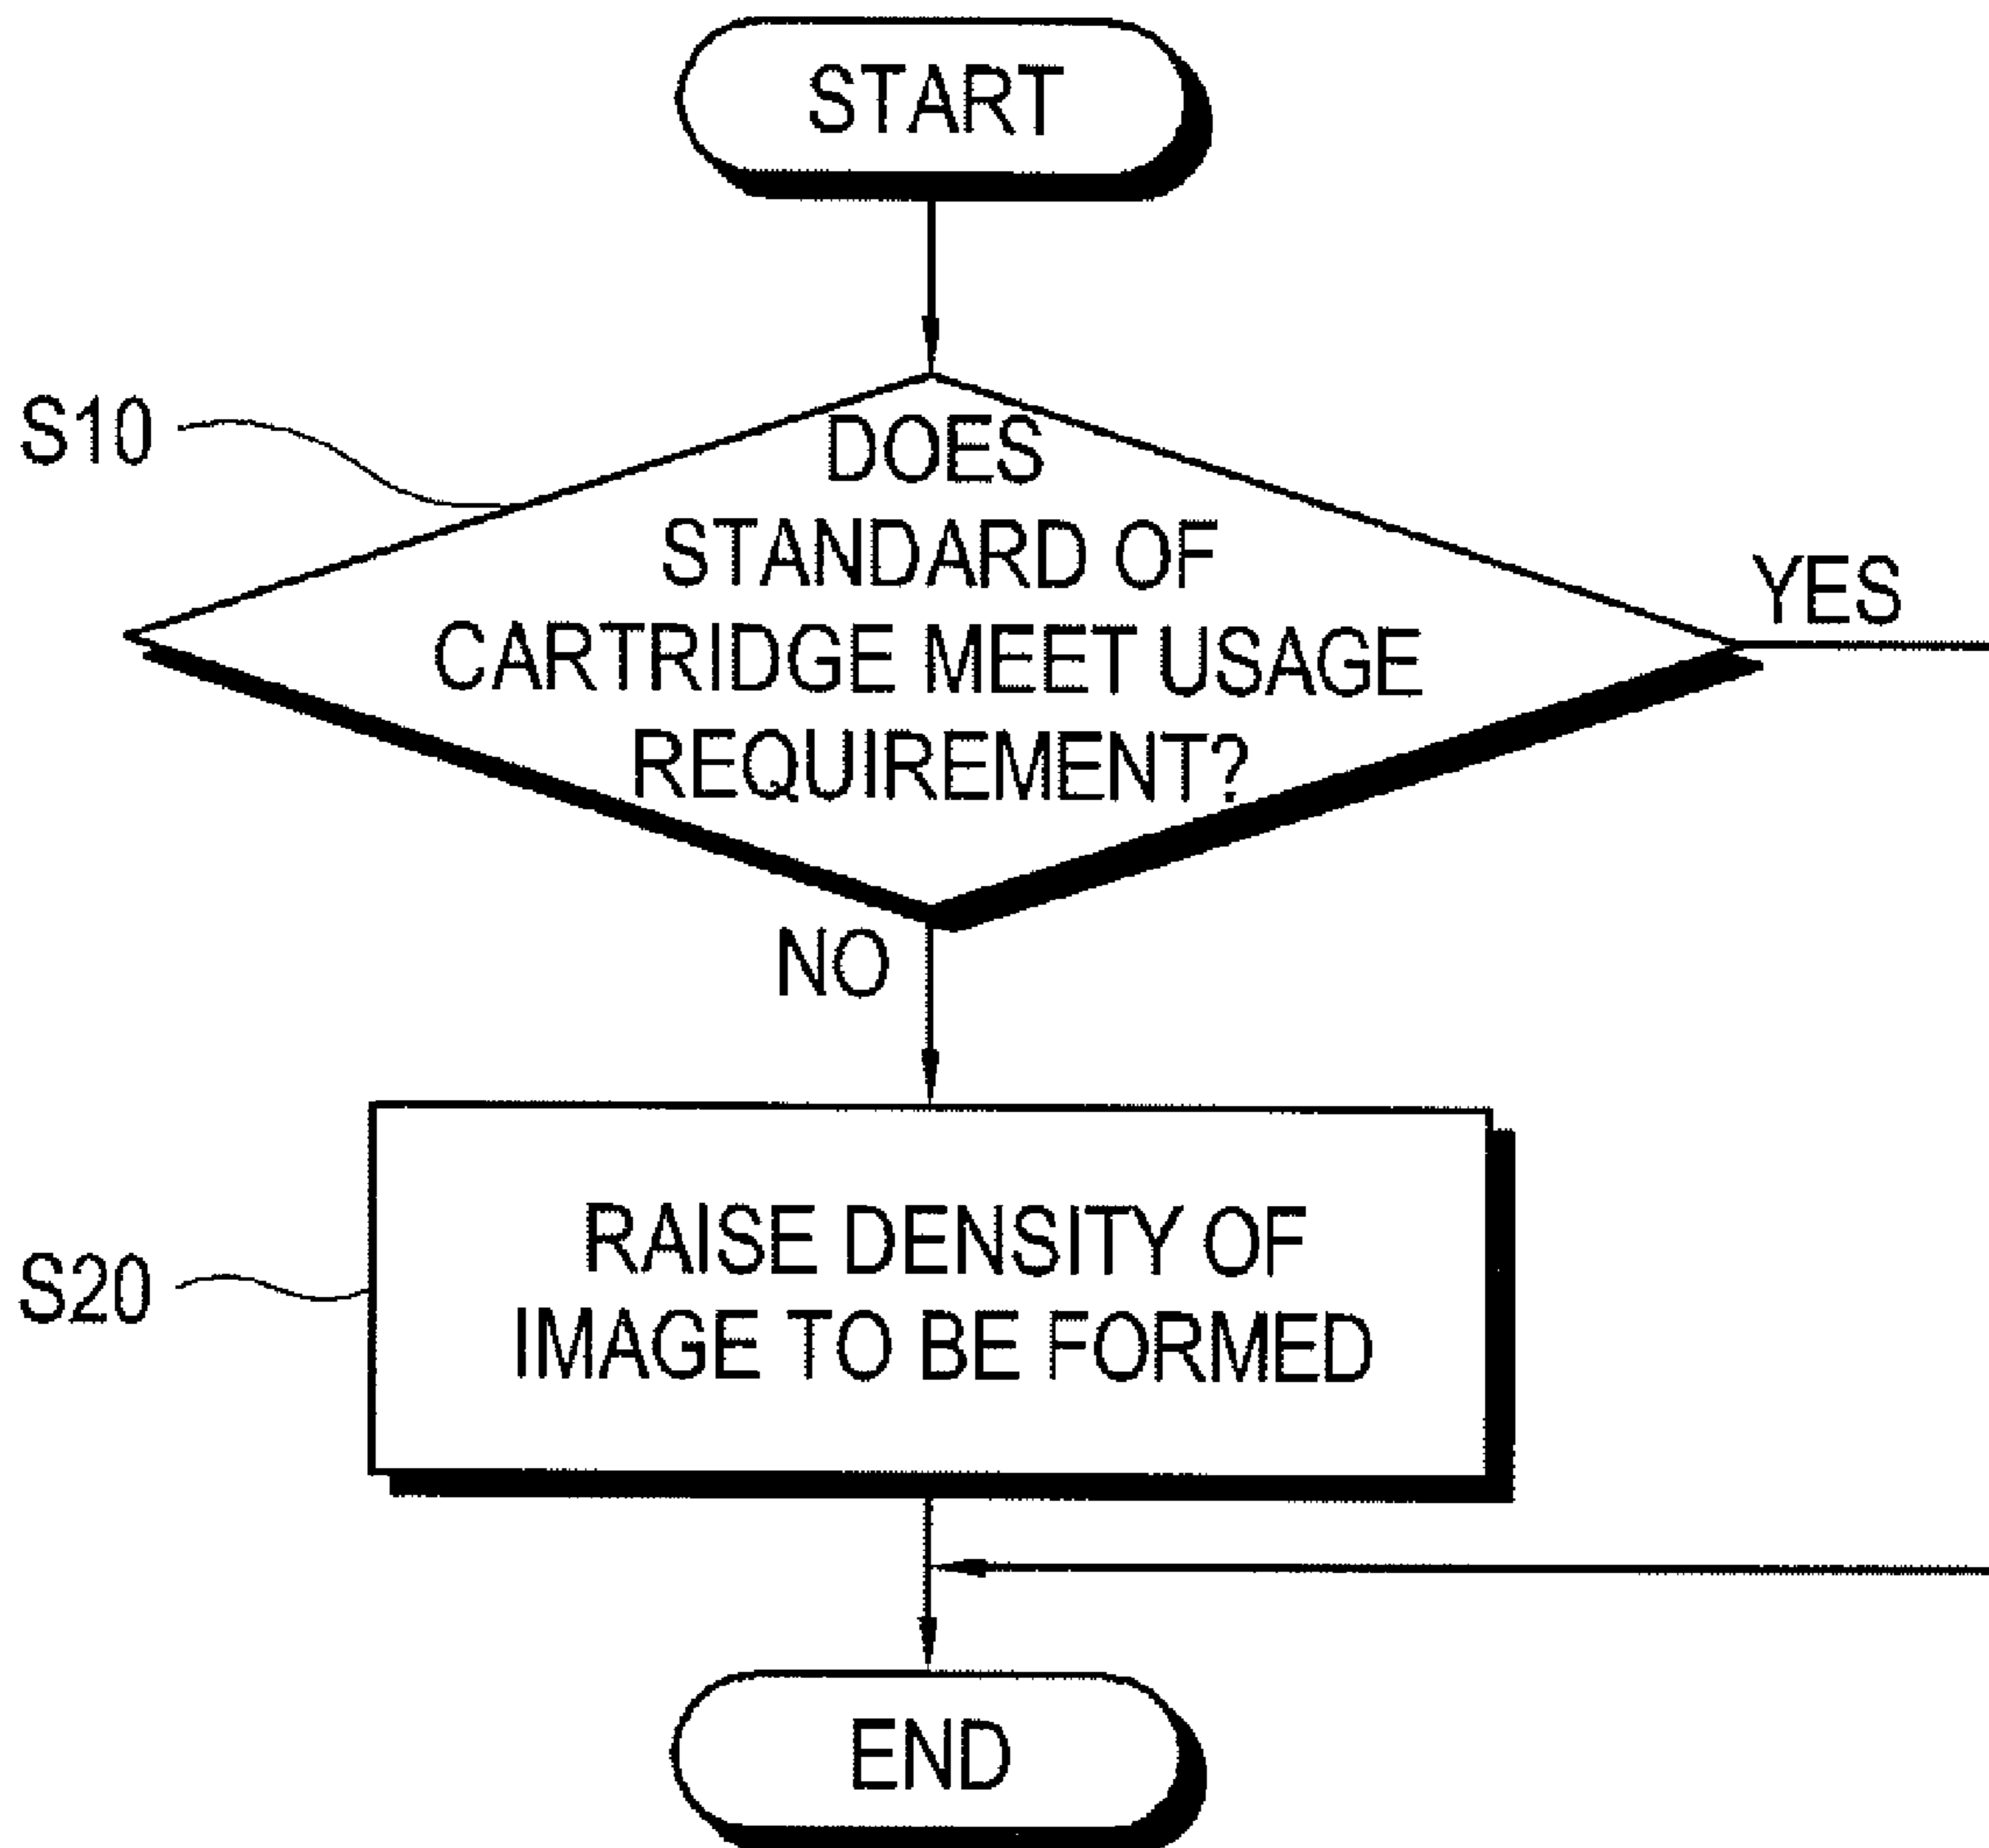 START
S10
DOES
STANDARD OF
CARTRIDGE MEET USAGE
REQUIREMENT?
YES
NO
S20
RAISE DENSITY OF
IMAGE TO BE FORMED
END